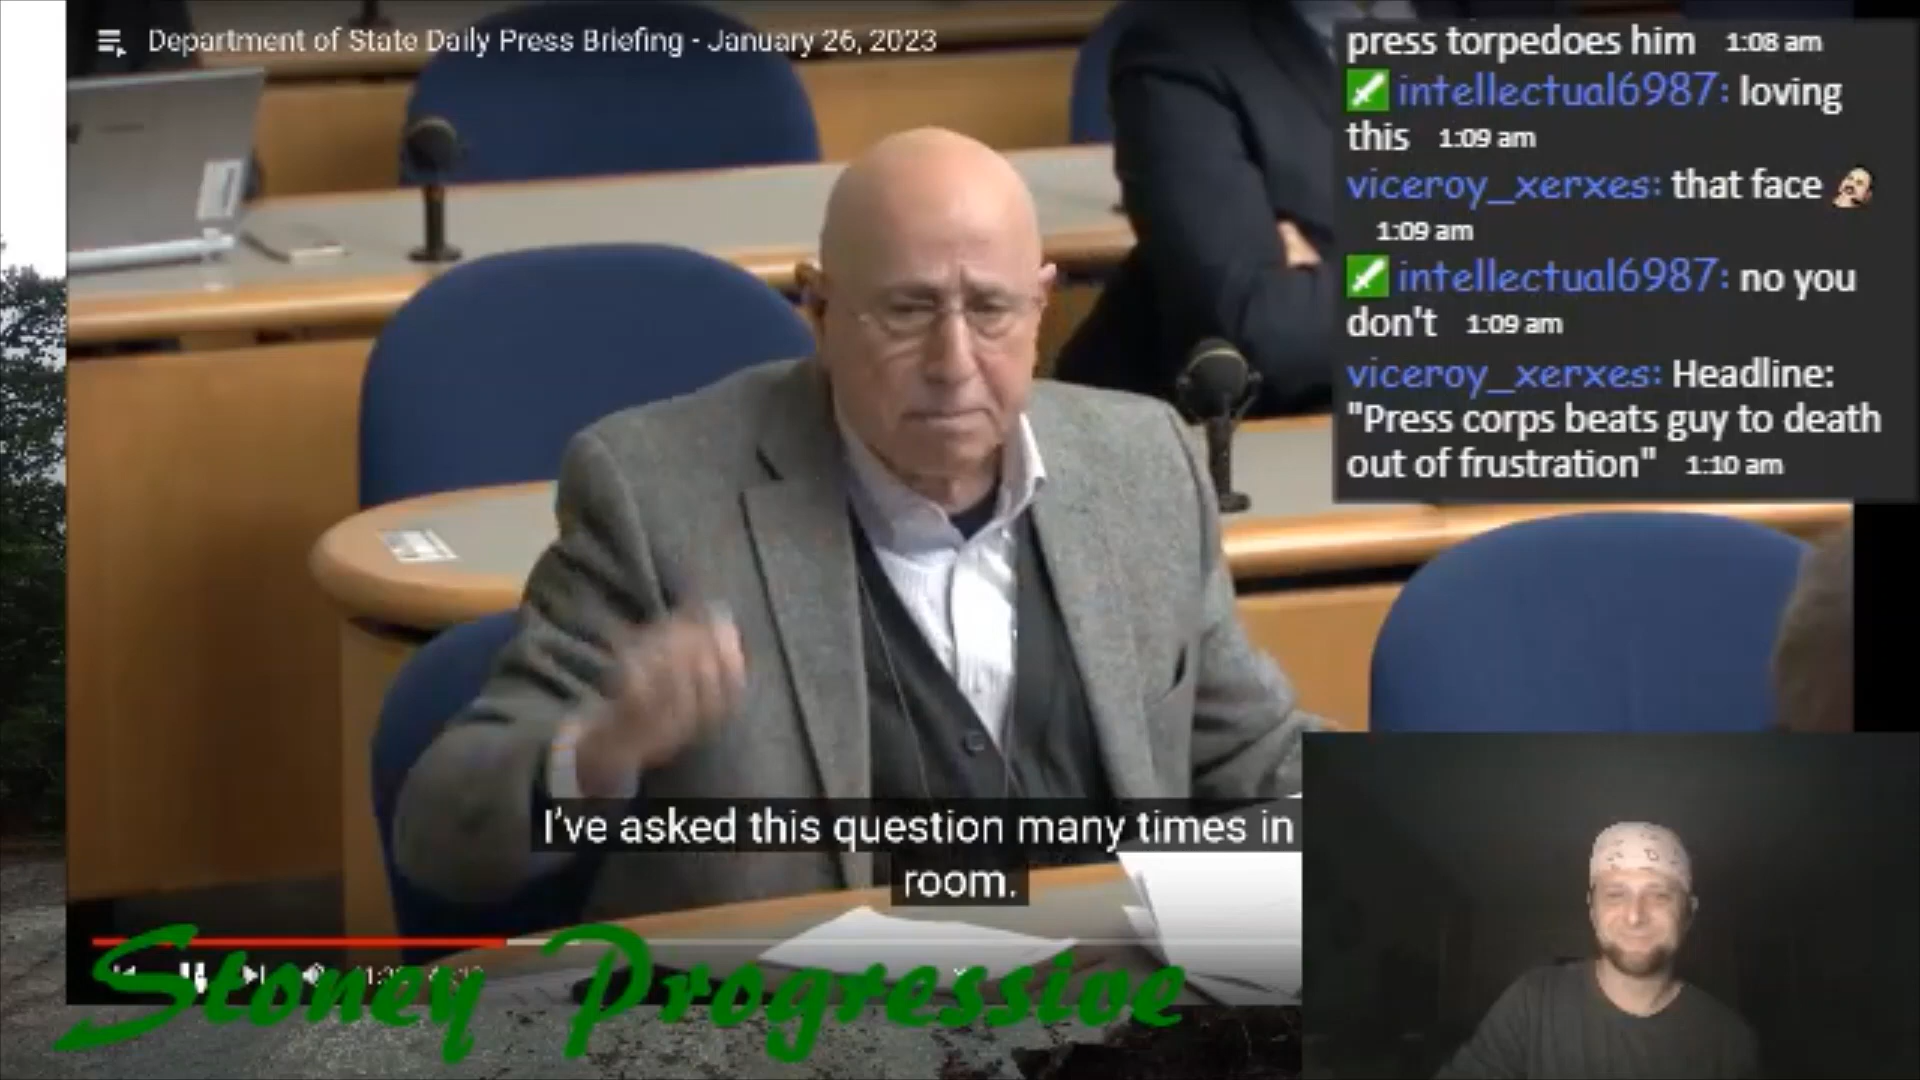 Department of State Daily Press Briefing - January 26, 2023
press torpedoes him 1:08 am
intellectual6987: loving
this 1:09 am
viceroy_xerxes: that face
1:09 am
intellectual6987: no you
don't 1:09 am
viceroy_xerxes: Headline:
"Press corps beats guy to death
out of frustration" 1:10 am
I've asked this question many times in
room.
Stoney Progressive